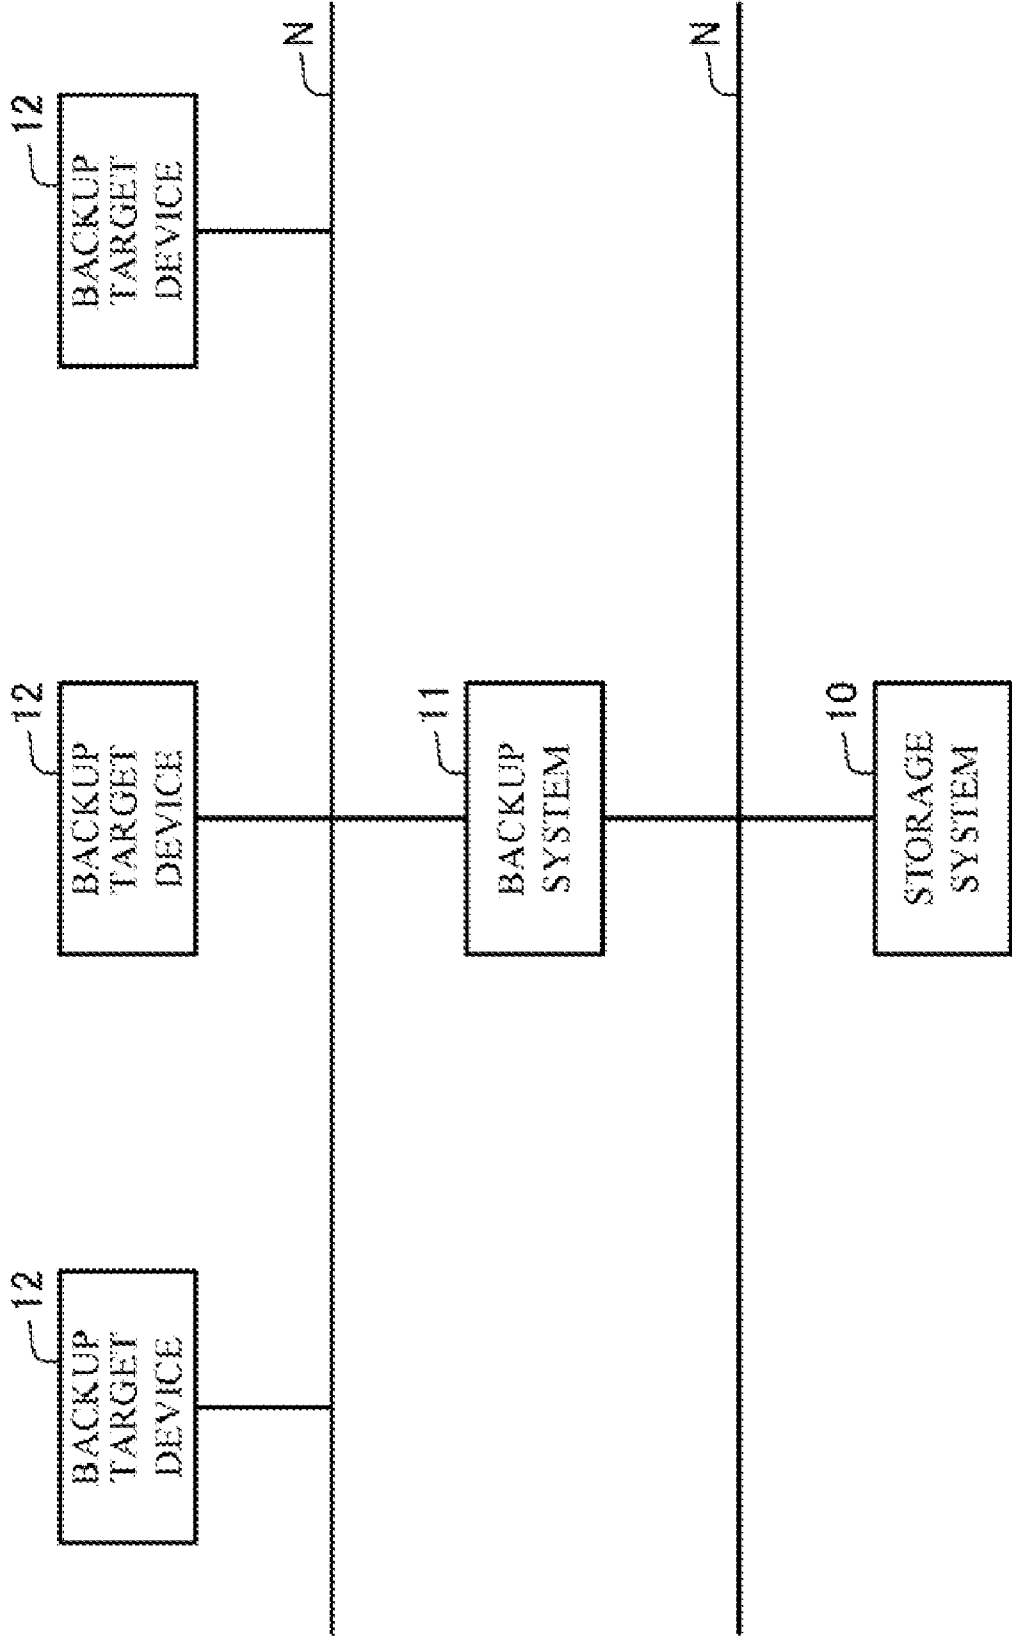 12
BACKUP
TARGET
DEVICE
12
BACKUP
TARGET
DEVICE
12
BACKUP
TARGET
DEVICE
N
11
BACKUP
SYSTEM
N
10
STORAGE
SYSTEM